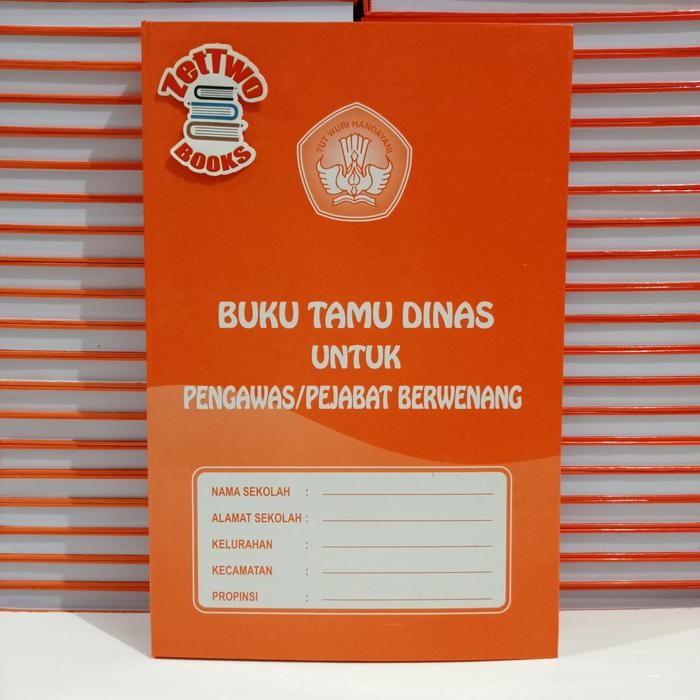 ZetTwo
BOOKS
TUT WURI HANDAYANI
BUKU TAMU DINAS
UNTUK
PENGAWAS/PEJABAT BERWENANG
NAMA SEKOLAH :
ALAMAT SEKOLAH :
KELURAHAN :
KECAMATAN :
PROPINSI :